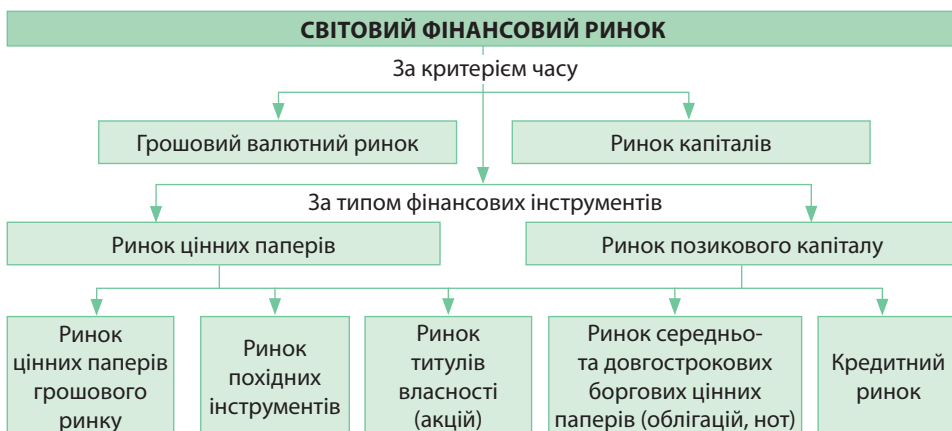 СВІТОВИЙ ФІНАНСОВИЙ РИНОК
За критерієм часу
Грошовий валютний ринок
Ринок капіталів
За типом фінансових інструментів
Ринок цінних паперів
Ринок позикового капіталу
Ринок
цінних паперів
грошового
ринку
Ринок
похідних
інструментів
Ринок
титулів
власності
(акцій)
Ринок середньо-
та довгострокових
боргових цінних
паперів (облігацій, нот)
Кредитний
ринок